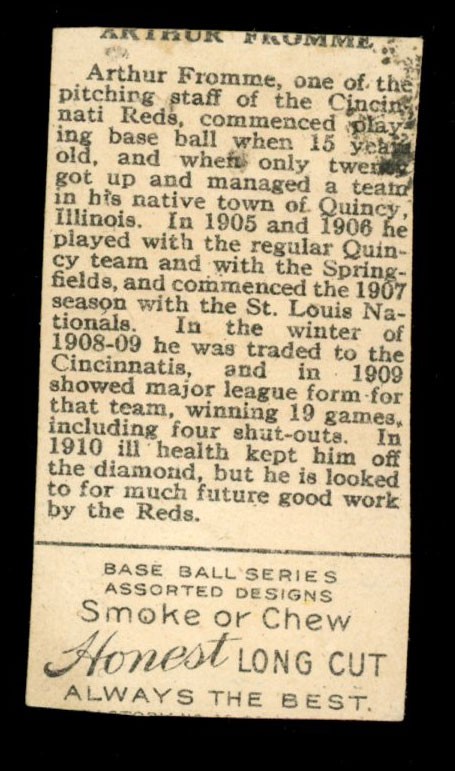 ARTHUR FROMME
Arthur Fromme, one of the
pitching staff of the Cincin-
nati Reds, commenced play-
ing base ball when 15 years
old, and when only twenty
got up and managed a team
in his native town of Quincy,
Illinois. In 1905 and 1906 he
played with the regular Quin-
cy team and with the Spring-
fields, and commenced the 1907
season with the St. Louis Na-
tionals. In the winter of
1908-09 he was traded to the
Cincinnatis, and in 1909
showed major league form for
that team, winning 19 games,
including four shut-outs. In
1910 ill health kept him off
the diamond, but he is looked
to for much future good work
by the Reds.
BASE BALL SERIES
ASSORTED DESIGNS
Smoke or Chew
Honest LONG CUT
ALWAYS THE BEST.